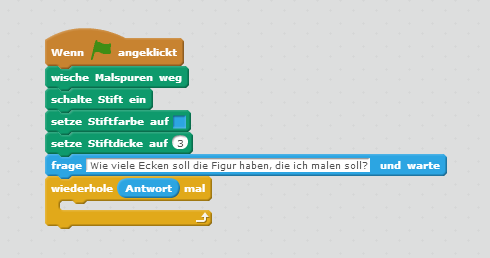 Wenn angeklickt
wische Malspuren weg
schalte Stift ein
setze Stiftfarbe auf
setze Stiftdicke auf 3
frage Wie viele Ecken soll die Figur haben, die ich malen soll? und warte
wiederhole Antwort mal